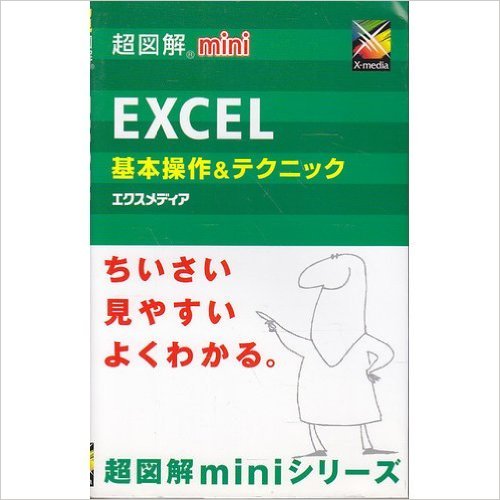 超図解® mini
X-media
EXCEL
基本操作&テクニック
エクスメディア
ちいさい
見やすい
よくわかる。
超図解miniシリーズ